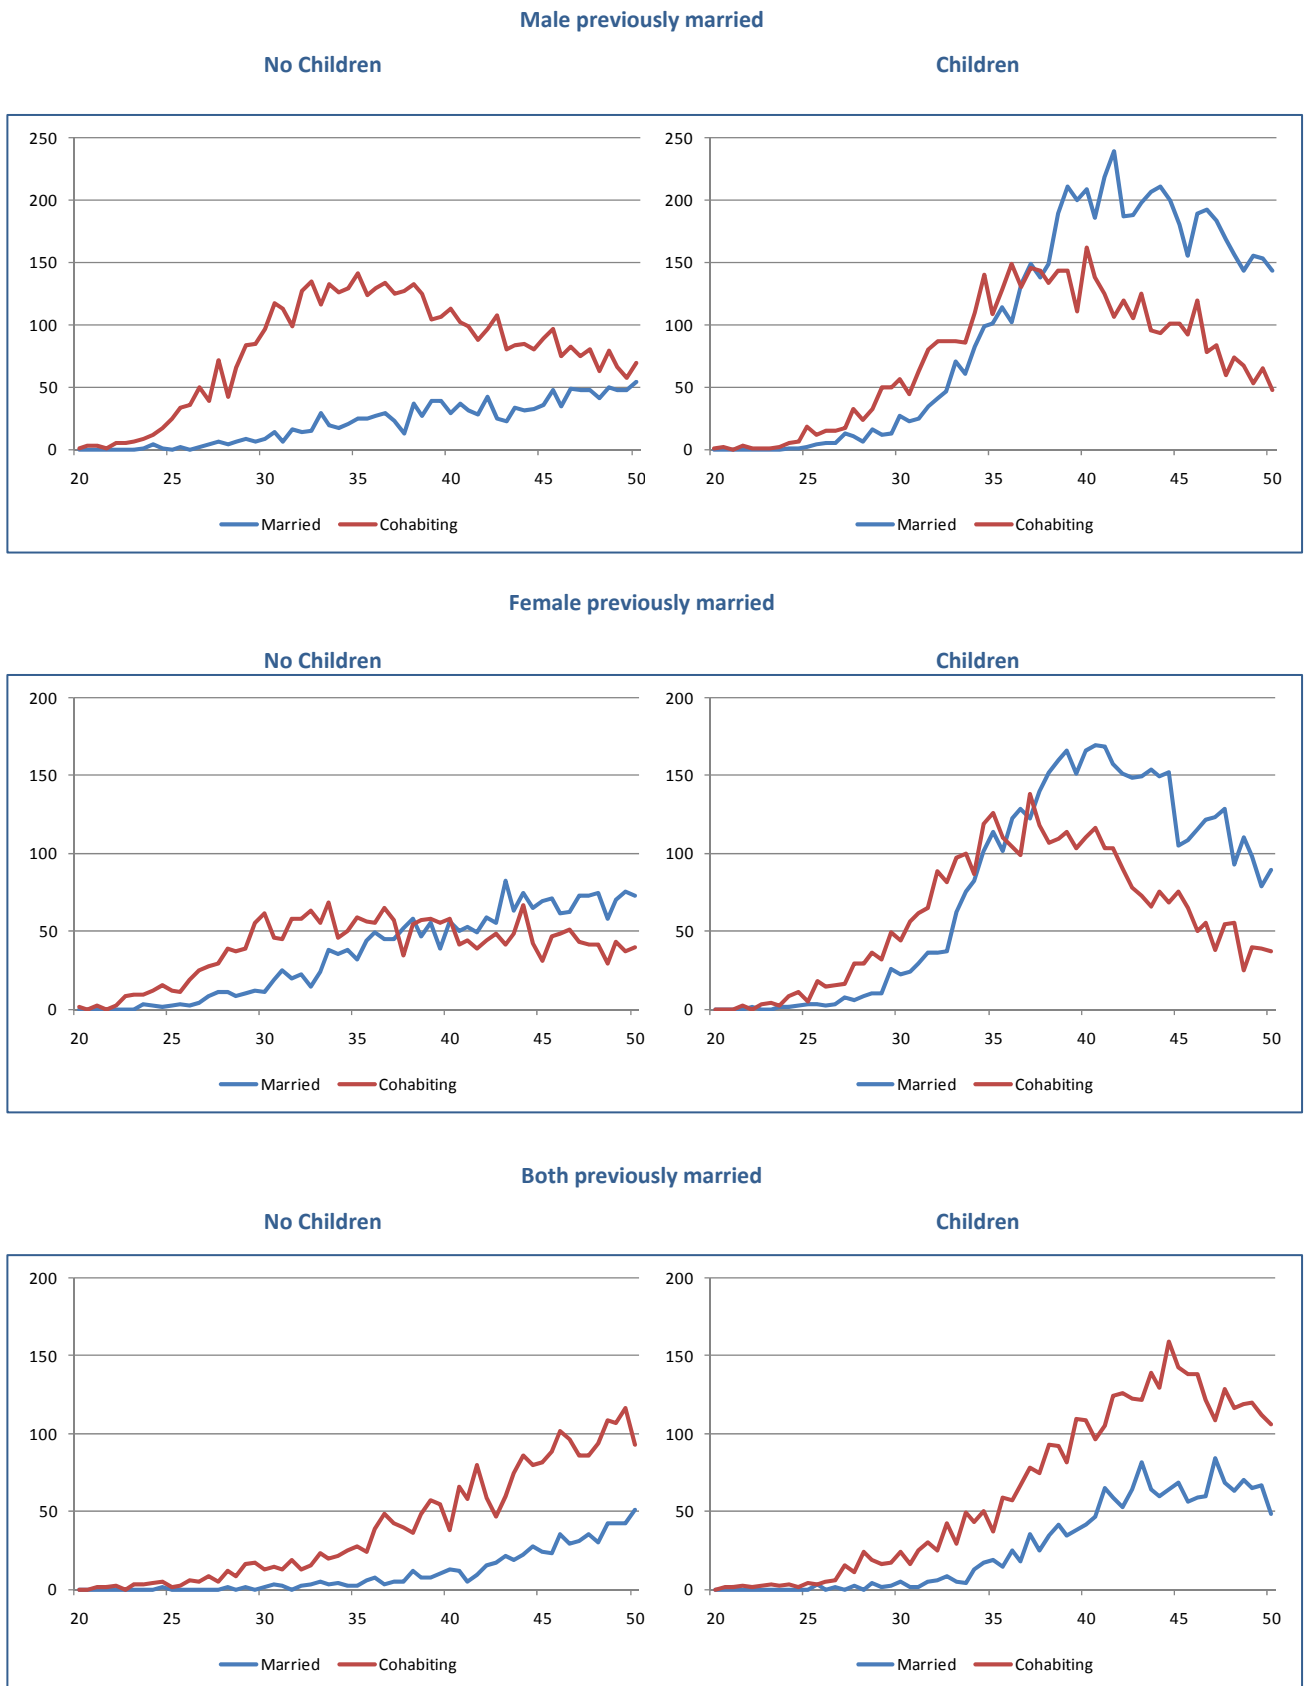 Male previously married
No Children Children
250 250
200 200
150 150
100 100
50 50
0 0
20 25 30 35 40 45 50 20 25 30 35 40 45 50
Married Cohabiting Married Cohabiting
Female previously married
No Children Children
200 200
150 150
100 100
50 50
0 0
20 25 30 35 40 45 50 20 25 30 35 40 45 50
Married Cohabiting Married Cohabiting
Both previously married
No Children Children
200 200
150 150
100 100
50 50
0 0
20 25 30 35 40 45 50 20 25 30 35 40 45 50
Married Cohabiting Married Cohabiting